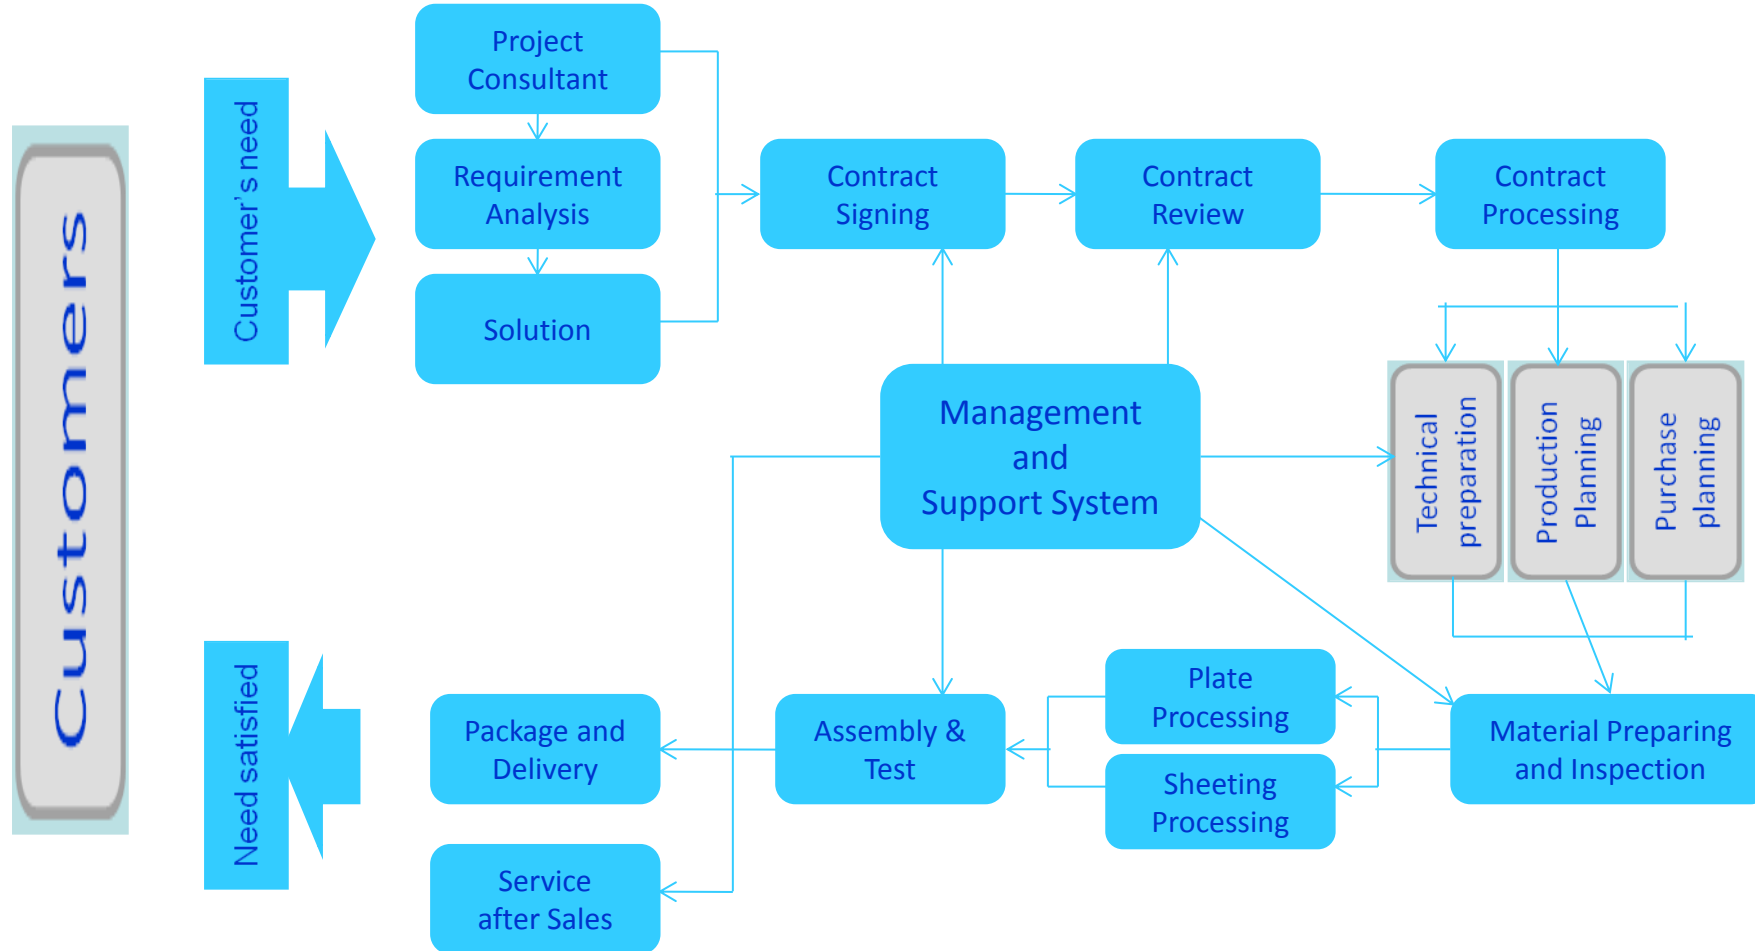 Customers
Customer's need
Project
Consultant
Requirement
Analysis
Solution
Contract
Signing
Contract
Review
Contract
Processing
Management
and
Support System
Technical
preparation
Production
Planning
Purchase
planning
Need satisfied
Package and
Delivery
Service
after Sales
Assembly &
Test
Plate
Processing
Sheeting
Processing
Material Preparing
and Inspection